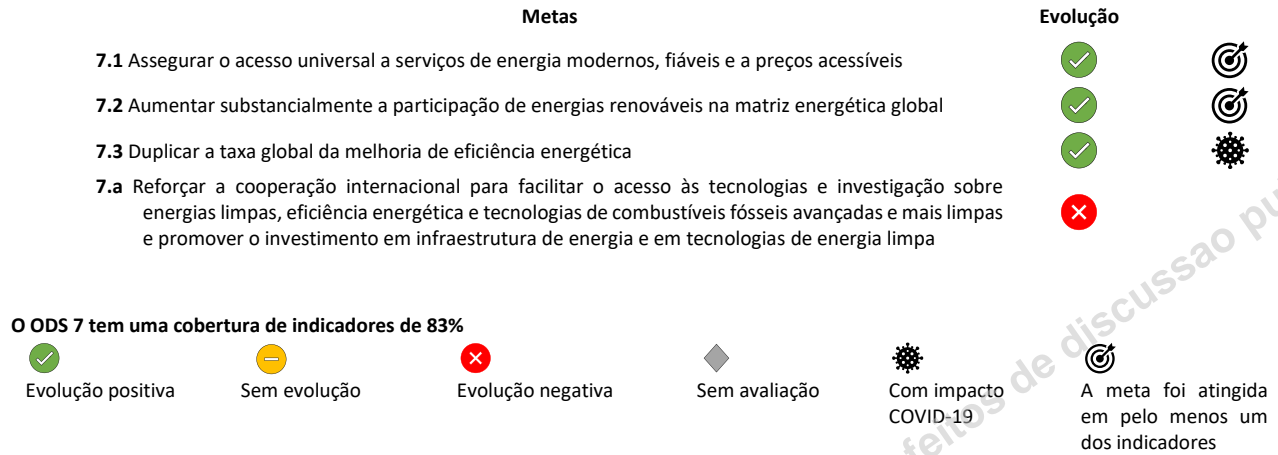 Metas Evolução
7.1 Assegurar o acesso universal a serviços de energia modernos, fiáveis e a preços acessíveis
7.2 Aumentar substancialmente a participação de energias renováveis na matriz energética global
7.3 Duplicar a taxa global da melhoria de eficiência energética
7.a Reforçar a cooperação internacional para facilitar o acesso às tecnologias e investigação sobre
energias limpas, eficiência energética e tecnologias de combustíveis fósseis avançadas e mais limpas
e promover o investimento em infraestrutura de energia e em tecnologias de energia limpa
O ODS 7 tem uma cobertura de indicadores de 83%
Evolução positiva
Sem evolução
Evolução negativa
Sem avaliação
Com impacto
COVID-19
A meta foi atingida
em pelo menos um
dos indicadores
de discussao